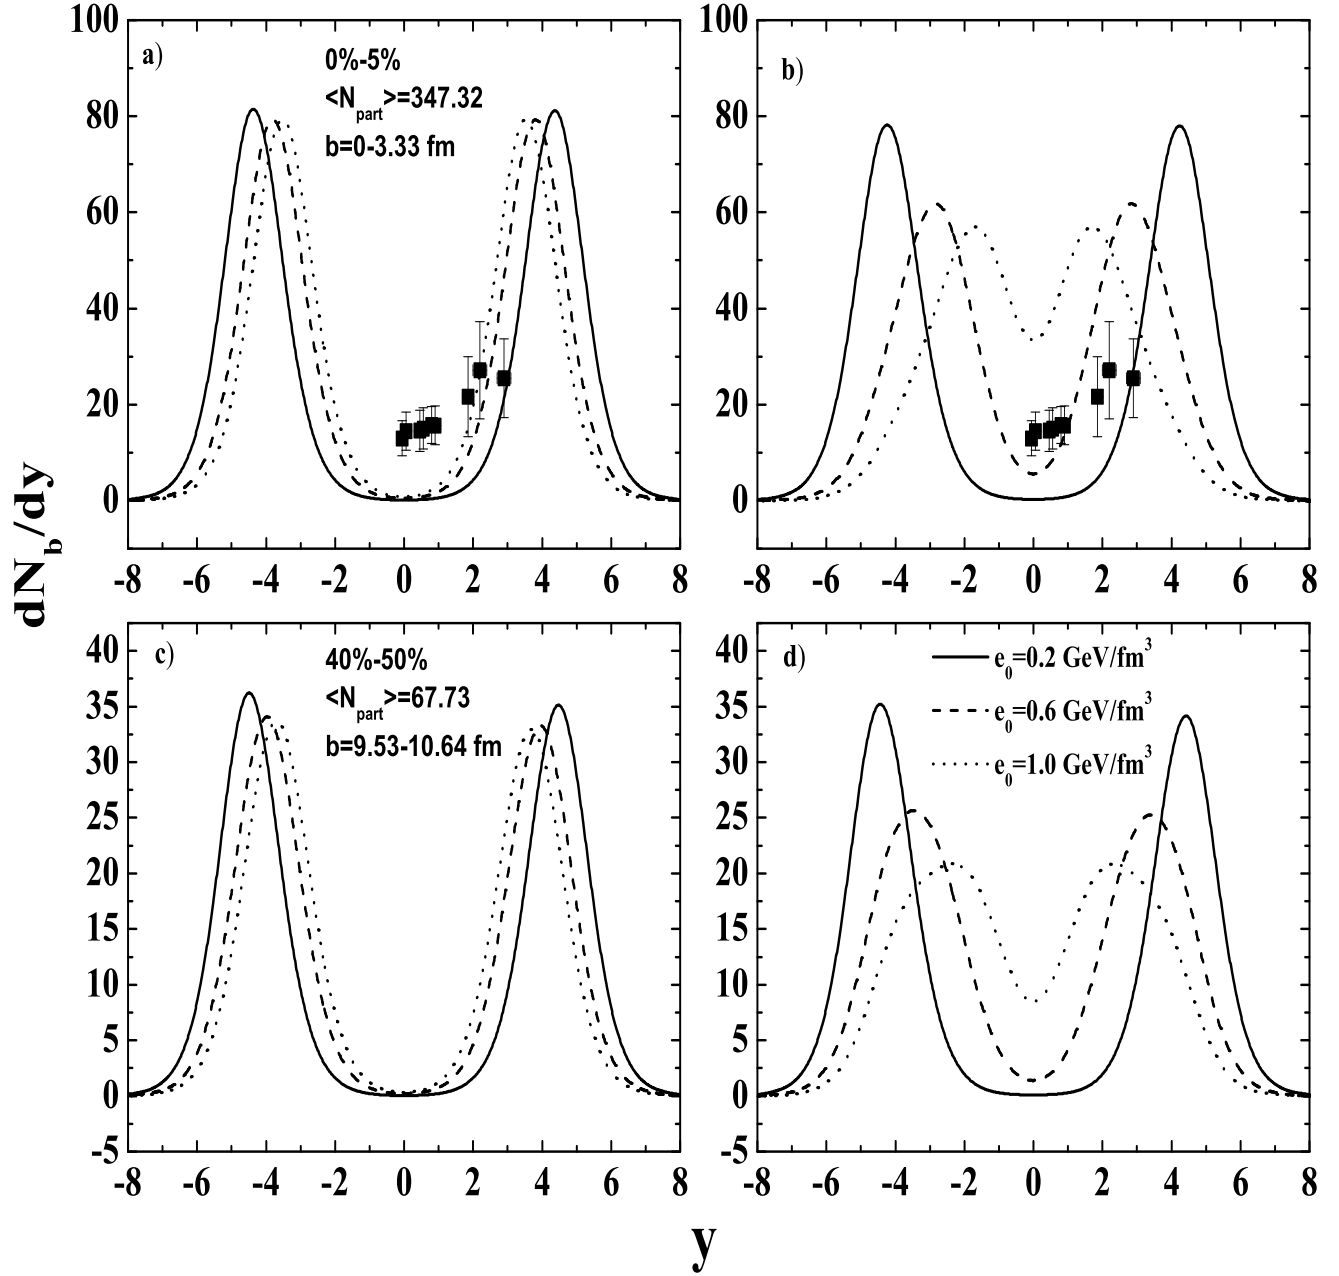 a)
0%-5%
<N_part>=347.32
b=0-3.33 fm
100
80
60
40
20
0
-8 -6 -4 -2 0 2 4 6 8
b)
100
80
60
40
20
0
-8 -6 -4 -2 0 2 4 6 8
dN_b/dy
c)
40%-50%
<N_part>=67.73
b=9.53-10.64 fm
40
35
30
25
20
15
10
5
0
-5
-8 -6 -4 -2 0 2 4 6 8
d)
e_0=0.2 GeV/fm^3
e_0=0.6 GeV/fm^3
e_0=1.0 GeV/fm^3
40
35
30
25
20
15
10
5
0
-5
-8 -6 -4 -2 0 2 4 6 8
y